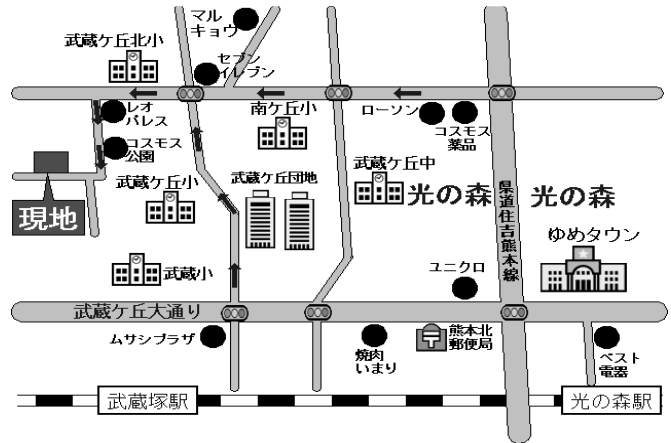 マル
キョウ
武蔵ケ丘北小
セブン
イレブン
レオ
パレス
南ケ丘小
ローソン
コスモス
薬品
コスモス
公園
武蔵ケ丘小
武蔵ケ丘団地
武蔵ケ丘中
光の森
県道住吉熊本線
光の森
現地
ゆめタウン
武蔵小
ユニクロ
武蔵ケ丘大通り
ムサシプラザ
焼肉
いまり
熊本北
郵便局
ベスト
電器
武蔵塚駅
光の森駅